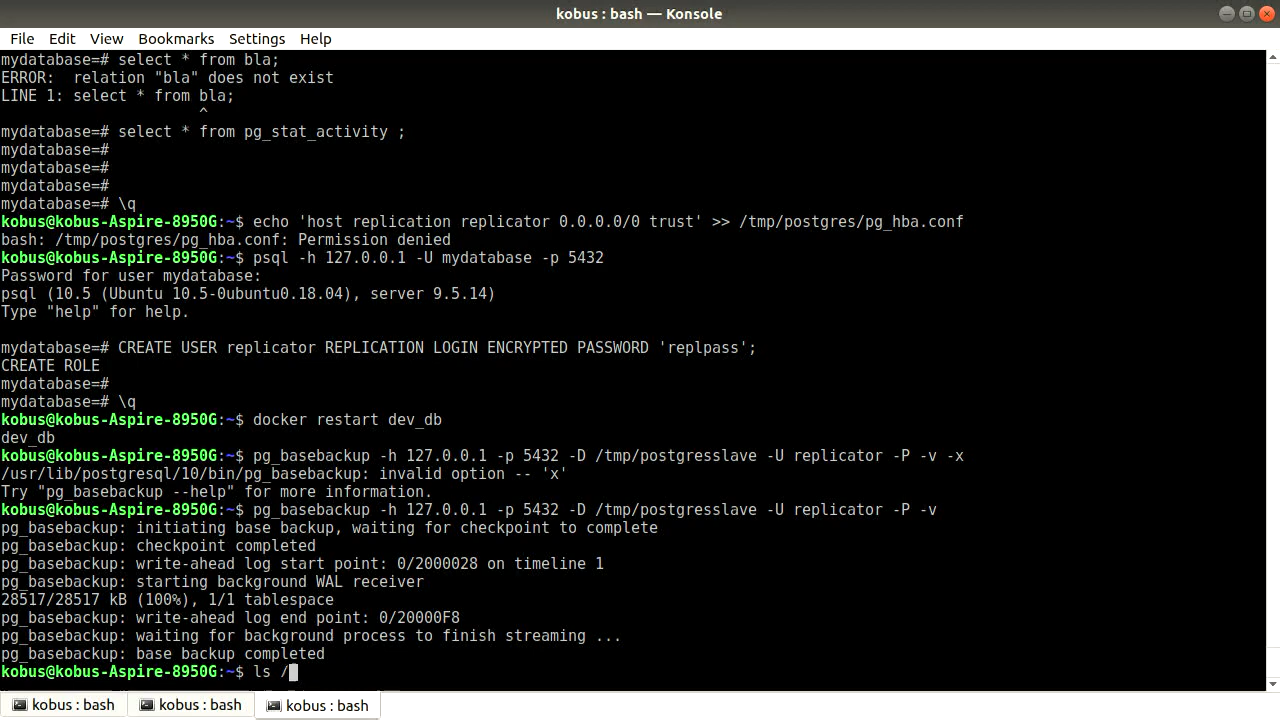 kobus : bash — Konsole
File Edit View Bookmarks Settings Help
mydatabase=# select * from bla;
ERROR:  relation "bla" does not exist
LINE 1: select * from bla;
                      ^
mydatabase=# select * from pg_stat_activity ;
mydatabase=#
mydatabase=#
mydatabase=#
mydatabase=# \q
kobus@kobus-Aspire-8950G:~$ echo 'host replication replicator 0.0.0.0/0 trust' >> /tmp/postgres/pg_hba.conf
bash: /tmp/postgres/pg_hba.conf: Permission denied
kobus@kobus-Aspire-8950G:~$ psql -h 127.0.0.1 -U mydatabase -p 5432
Password for user mydatabase:
psql (10.5 (Ubuntu 10.5-0ubuntu0.18.04), server 9.5.14)
Type "help" for help.

mydatabase=# CREATE USER replicator REPLICATION LOGIN ENCRYPTED PASSWORD 'replpass';
CREATE ROLE
mydatabase=#
mydatabase=# \q
kobus@kobus-Aspire-8950G:~$ docker restart dev_db
dev_db
kobus@kobus-Aspire-8950G:~$ pg_basebackup -h 127.0.0.1 -p 5432 -D /tmp/postgresslave -U replicator -P -v -x
/usr/lib/postgresql/10/bin/pg_basebackup: invalid option -- 'x'
Try "pg_basebackup --help" for more information.
kobus@kobus-Aspire-8950G:~$ pg_basebackup -h 127.0.0.1 -p 5432 -D /tmp/postgresslave -U replicator -P -v
pg_basebackup: initiating base backup, waiting for checkpoint to complete
pg_basebackup: checkpoint completed
pg_basebackup: write-ahead log start point: 0/2000028 on timeline 1
pg_basebackup: starting background WAL receiver
28517/28517 kB (100%), 1/1 tablespace
pg_basebackup: write-ahead log end point: 0/20000F8
pg_basebackup: waiting for background process to finish streaming ...
pg_basebackup: base backup completed
kobus@kobus-Aspire-8950G:~$ ls /
kobus : bash kobus : bash kobus : bash